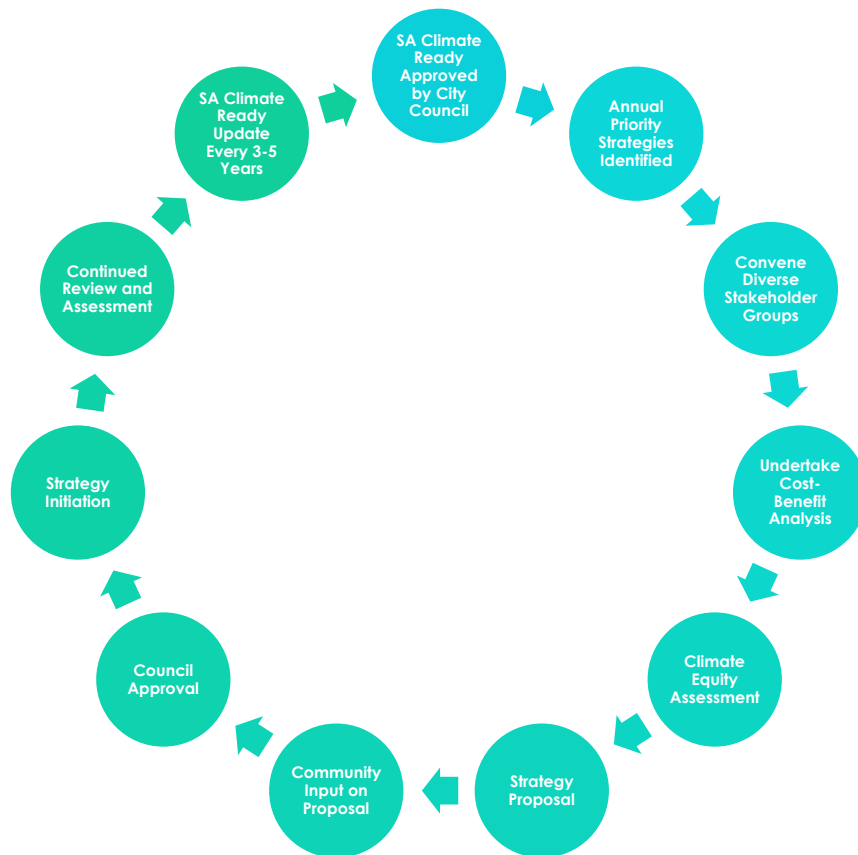 SA Climate
Ready
Approved
by City
Council
Annual
Priority
Strategies
Identified
Convene
Diverse
Stakeholder
Groups
Undertake
Cost-
Benefit
Analysis
Climate
Equity
Assessment
Strategy
Proposal
Community
Input on
Proposal
Council
Approval
Strategy
Initiation
Continued
Review and
Assessment
SA Climate
Ready
Update
Every 3-5
Years